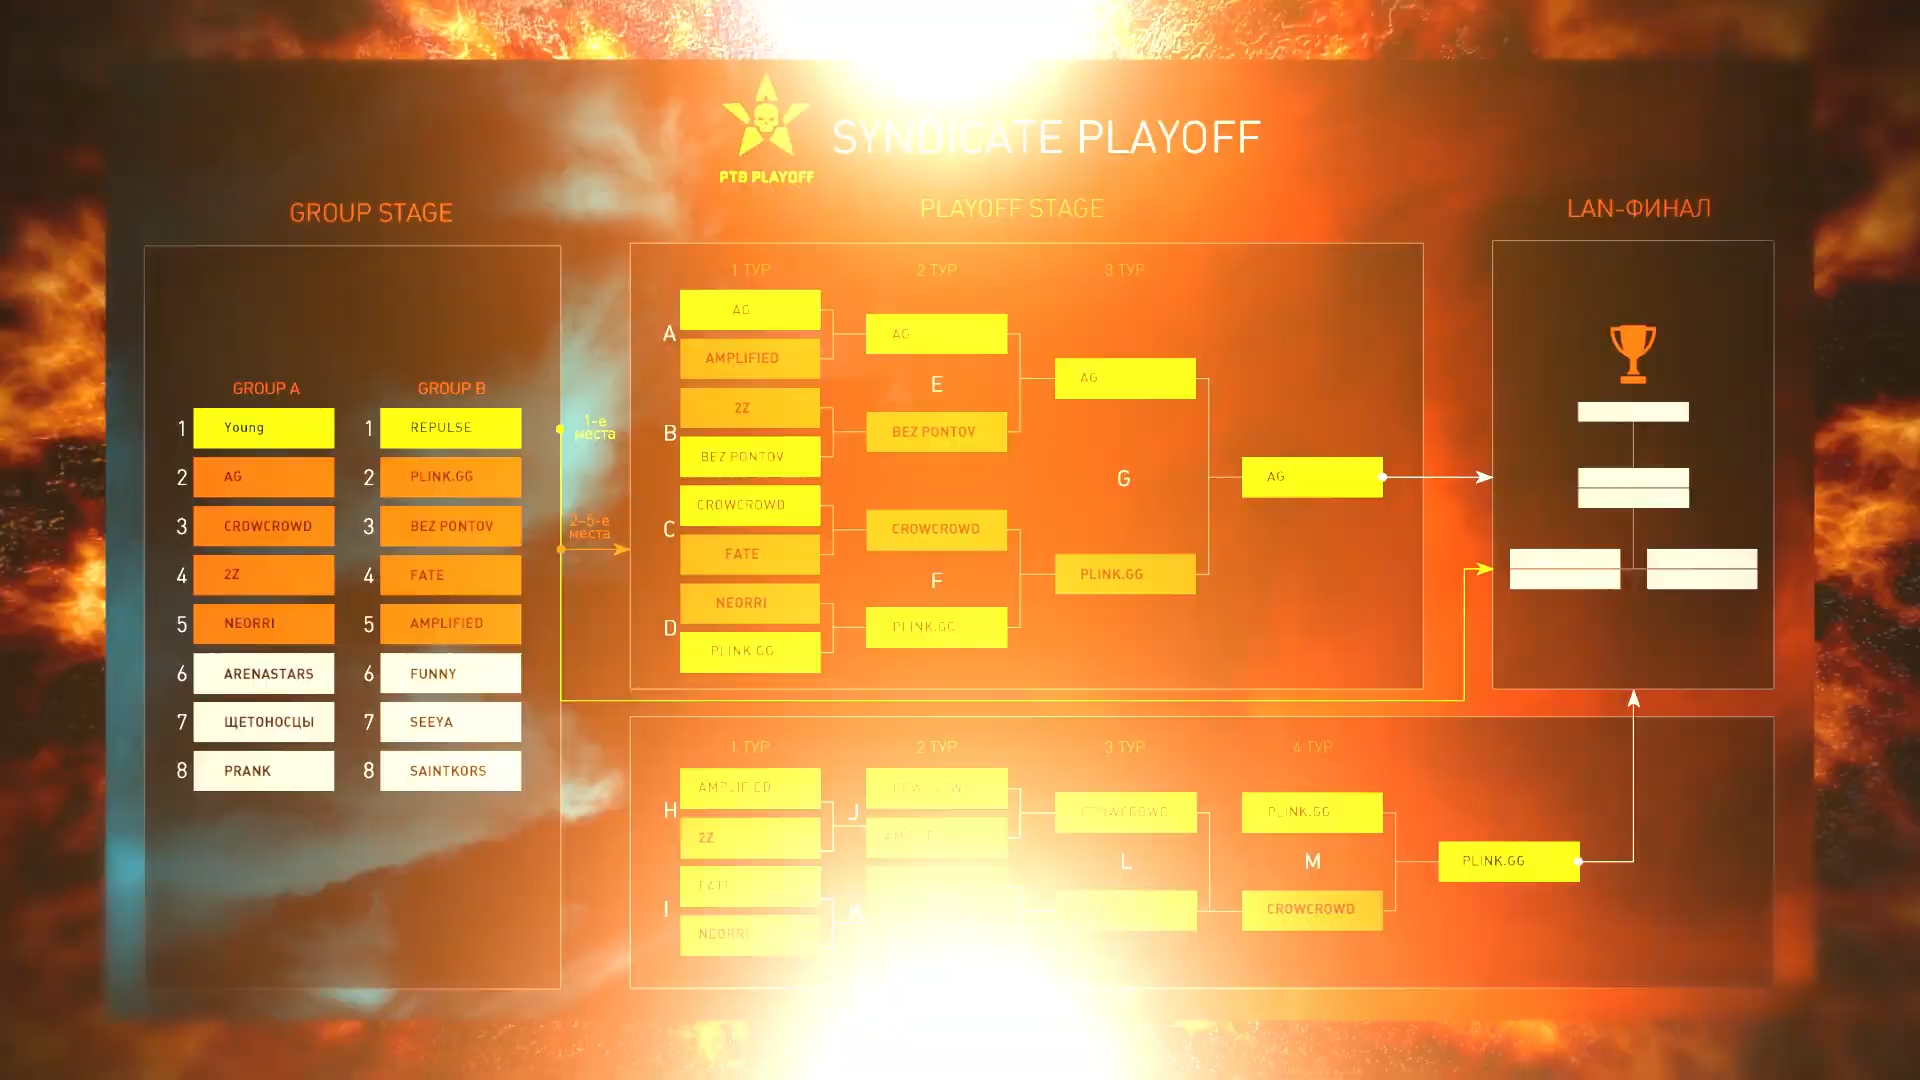 SYNDICATE PLAYOFF
РТВ PLAYOFF
GROUP STAGE
GROUP A
1 Young
2 AG
3 CROWCROWD
4 2Z
5 NEORRI
6 ARENASTARS
7 ЩЕТОНОСЦЫ
8 PRANK
GROUP B
1 REPULSE
2 PLINK.GG
3 BEZ PONTOV
4 FATE
5 AMPLIFIED
6 FUNNY
7 SEEYA
8 SAINTKORS
1-е
места
2-5-е
места
PLAYOFF STAGE
1 ТУР
A
AG
AMPLIFIED
B
2Z
BEZ PONTOV
C
CROWCROWD
FATE
D
NEORRI
PLINK.GG
2 ТУР
AG
E
BEZ PONTOV
CROWCROWD
F
PLINK.GG
3 ТУР
AG
G
PLINK.GG
AG
LAN-ФИНАЛ
1 ТУР
H
AMPLIFIED
2Z
I
FATE
NEORRI
2 ТУР
J
K
3 ТУР
CROWCROWD
L
4 ТУР
PLINK.GG
M
CROWCROWD
PLINK.GG